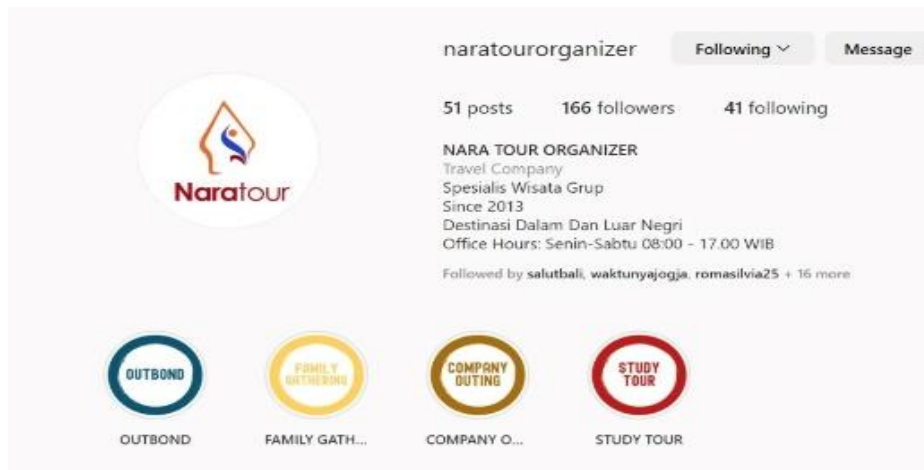 naratourorganizer Following Message
51 posts 166 followers 41 following
NARA TOUR ORGANIZER
Travel Company
Spesialis Wisata Grup
Since 2013
Destinasi Dalam Dan Luar Negri
Office Hours: Senin-Sabtu 08:00 - 17.00 WIB
Followed by salutbali, waktunyajogja, romasilvia25 + 16 more
Naratour
OUTBOND
FAMILY
GATHERING
COMPANY
OUTING
STUDY
TOUR
OUTBOND
FAMILY GATH...
COMPANY O...
STUDY TOUR